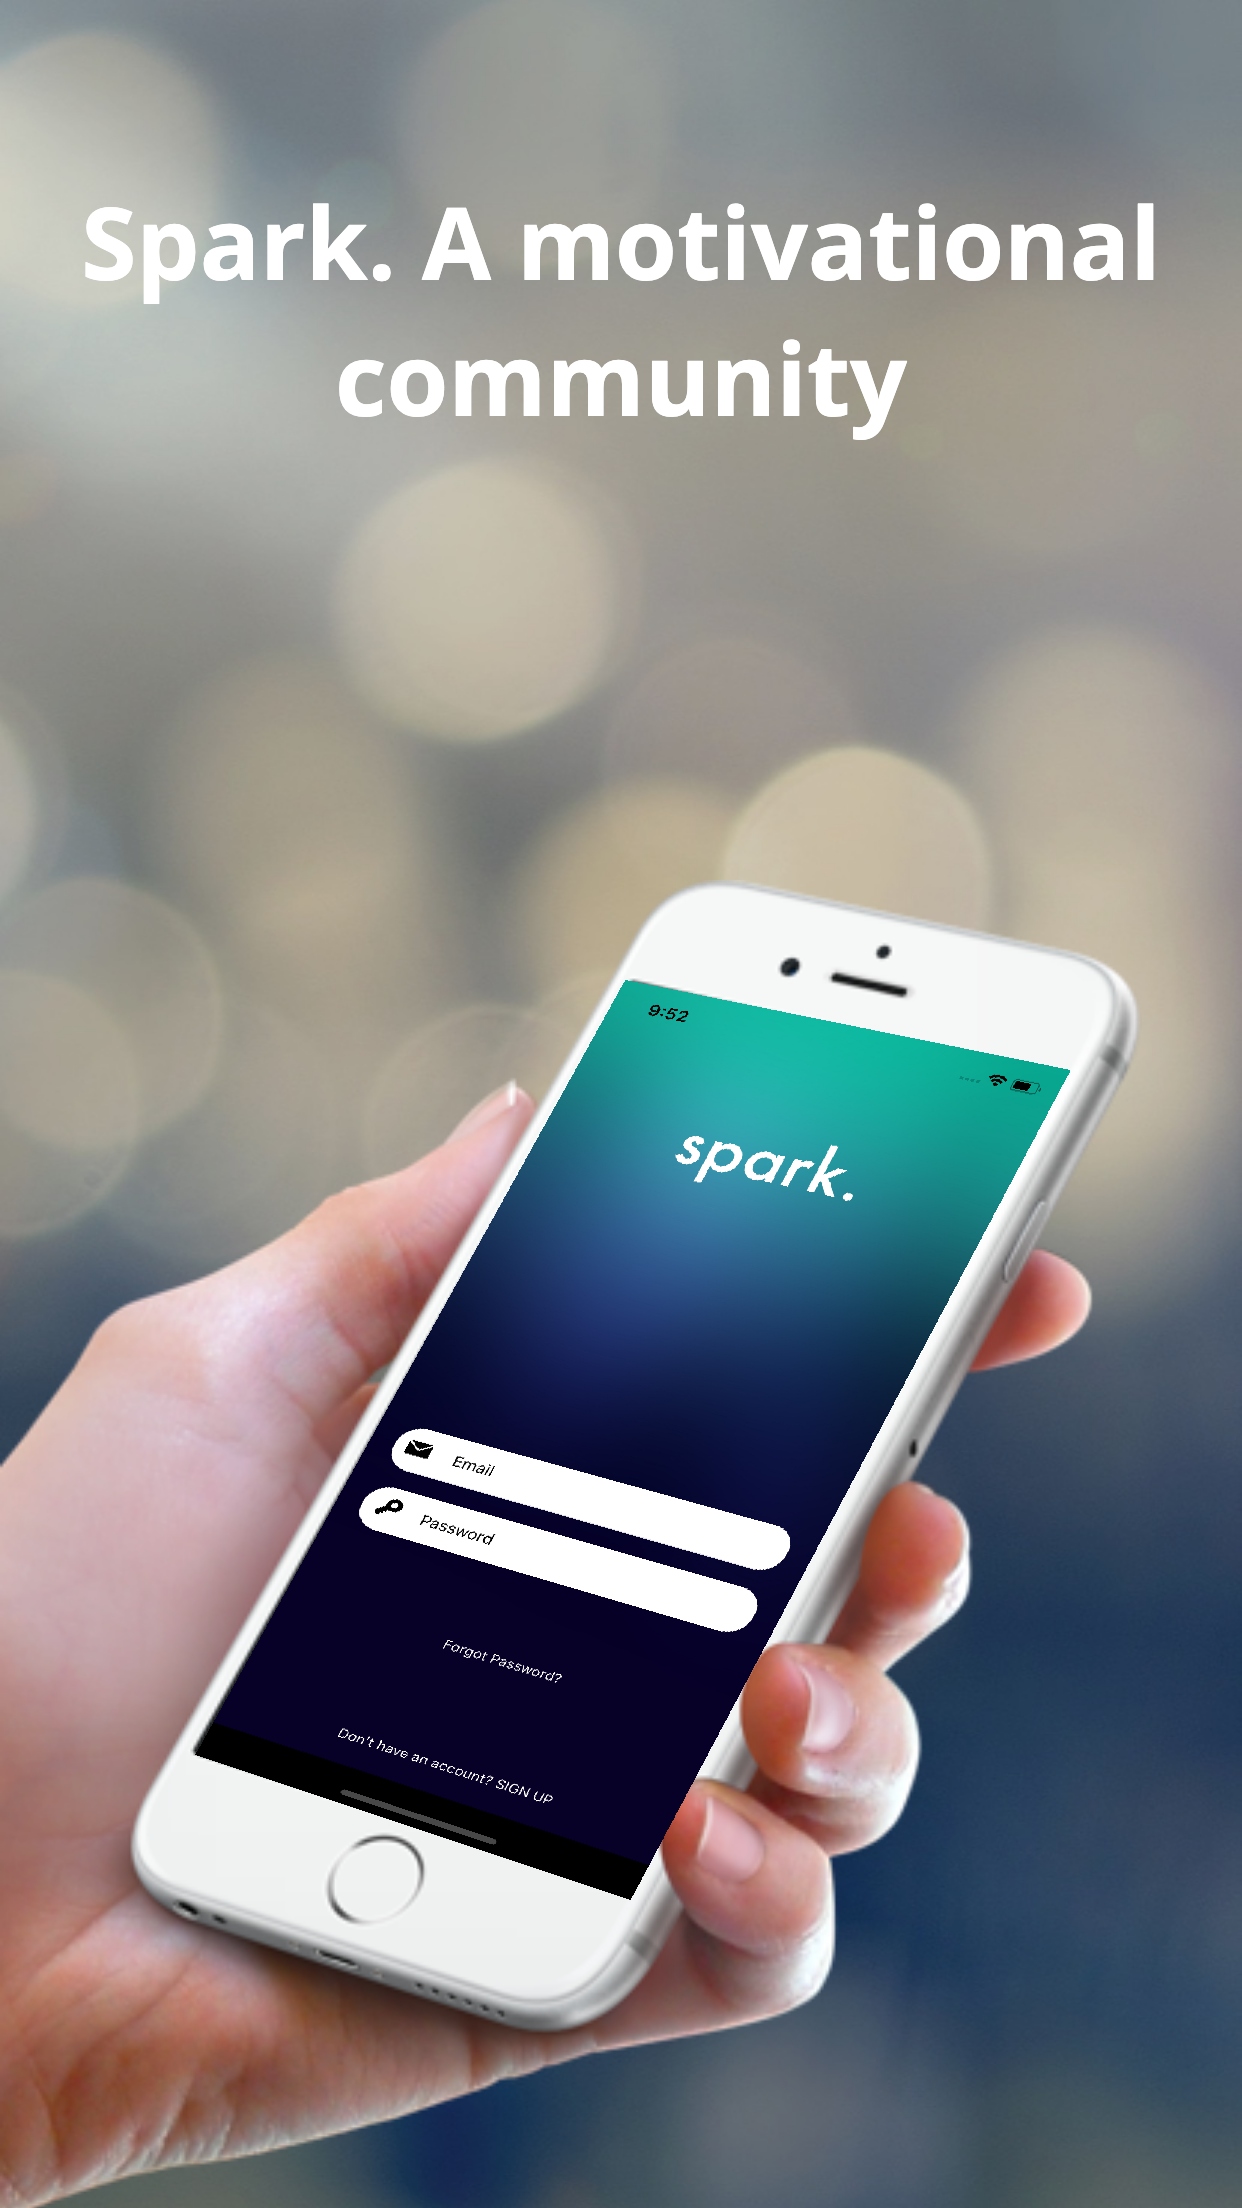 Spark. A motivational
community
9:52
spark.
Email
Password
Forgot Password?
Don't have an account? SIGN UP